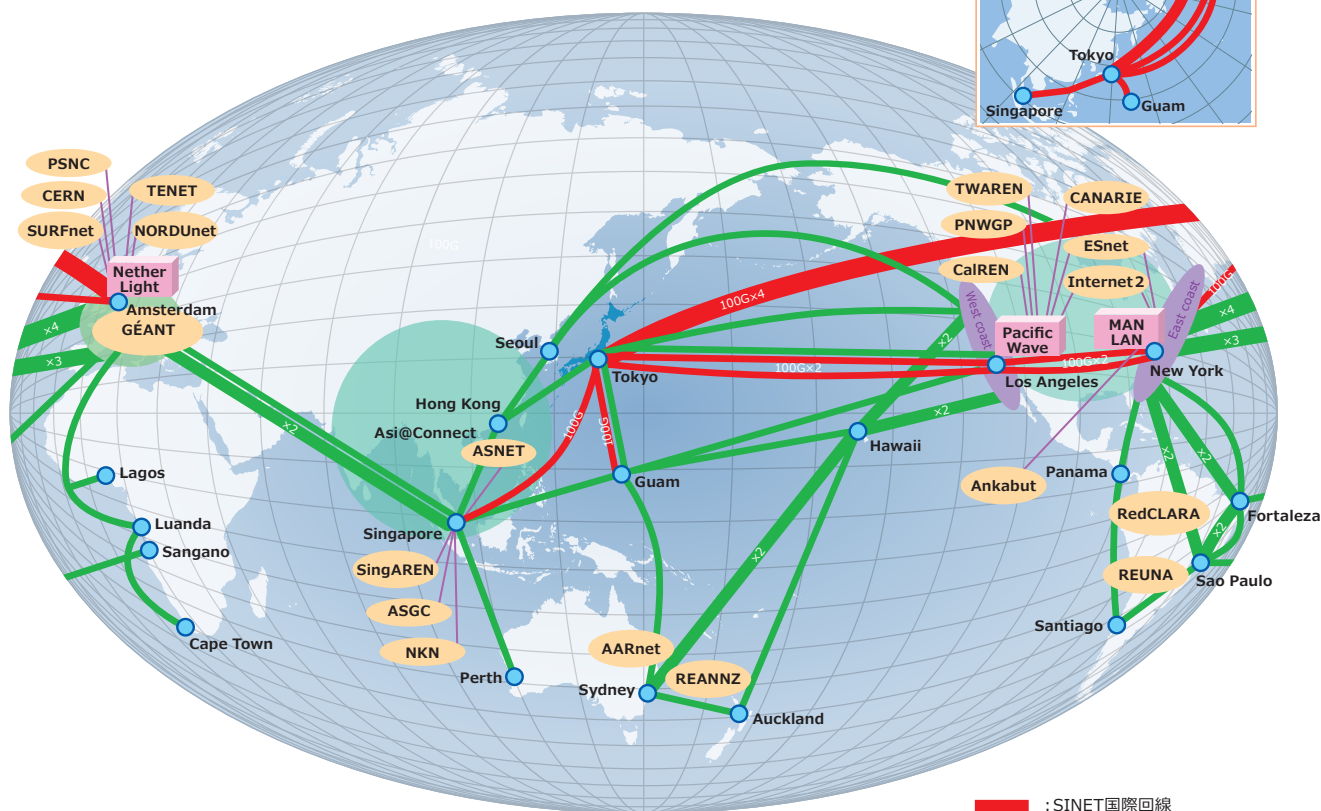 Tokyo
Singapore
Guam
PSNC
CERN
TENET
SURFnet
NORDUnet
Nether
Light
Amsterdam
GÉANT
×4
×3
×2
100G
TWAREN
CANARIE
PNWGP
ESnet
CalREN
Internet2
West coast
East coast
Pacific
Wave
MAN
LAN
100G
×4
×3
100G×4
100G×2
100G×2
Los Angeles
New York
Seoul
Tokyo
Hong Kong
Asi@Connect
ASNET
100G
100G
Guam
×2
×2
Hawaii
Ankabut
Panama
×2
×2
×2
RedCLARA
Fortaleza
REUNA
Sao Paulo
Santiago
Lagos
Luanda
Sangano
Cape Town
Singapore
SingAREN
ASGC
NKN
Perth
×2
AARnet
REANNZ
Sydney
Auckland
:SINET国際回線